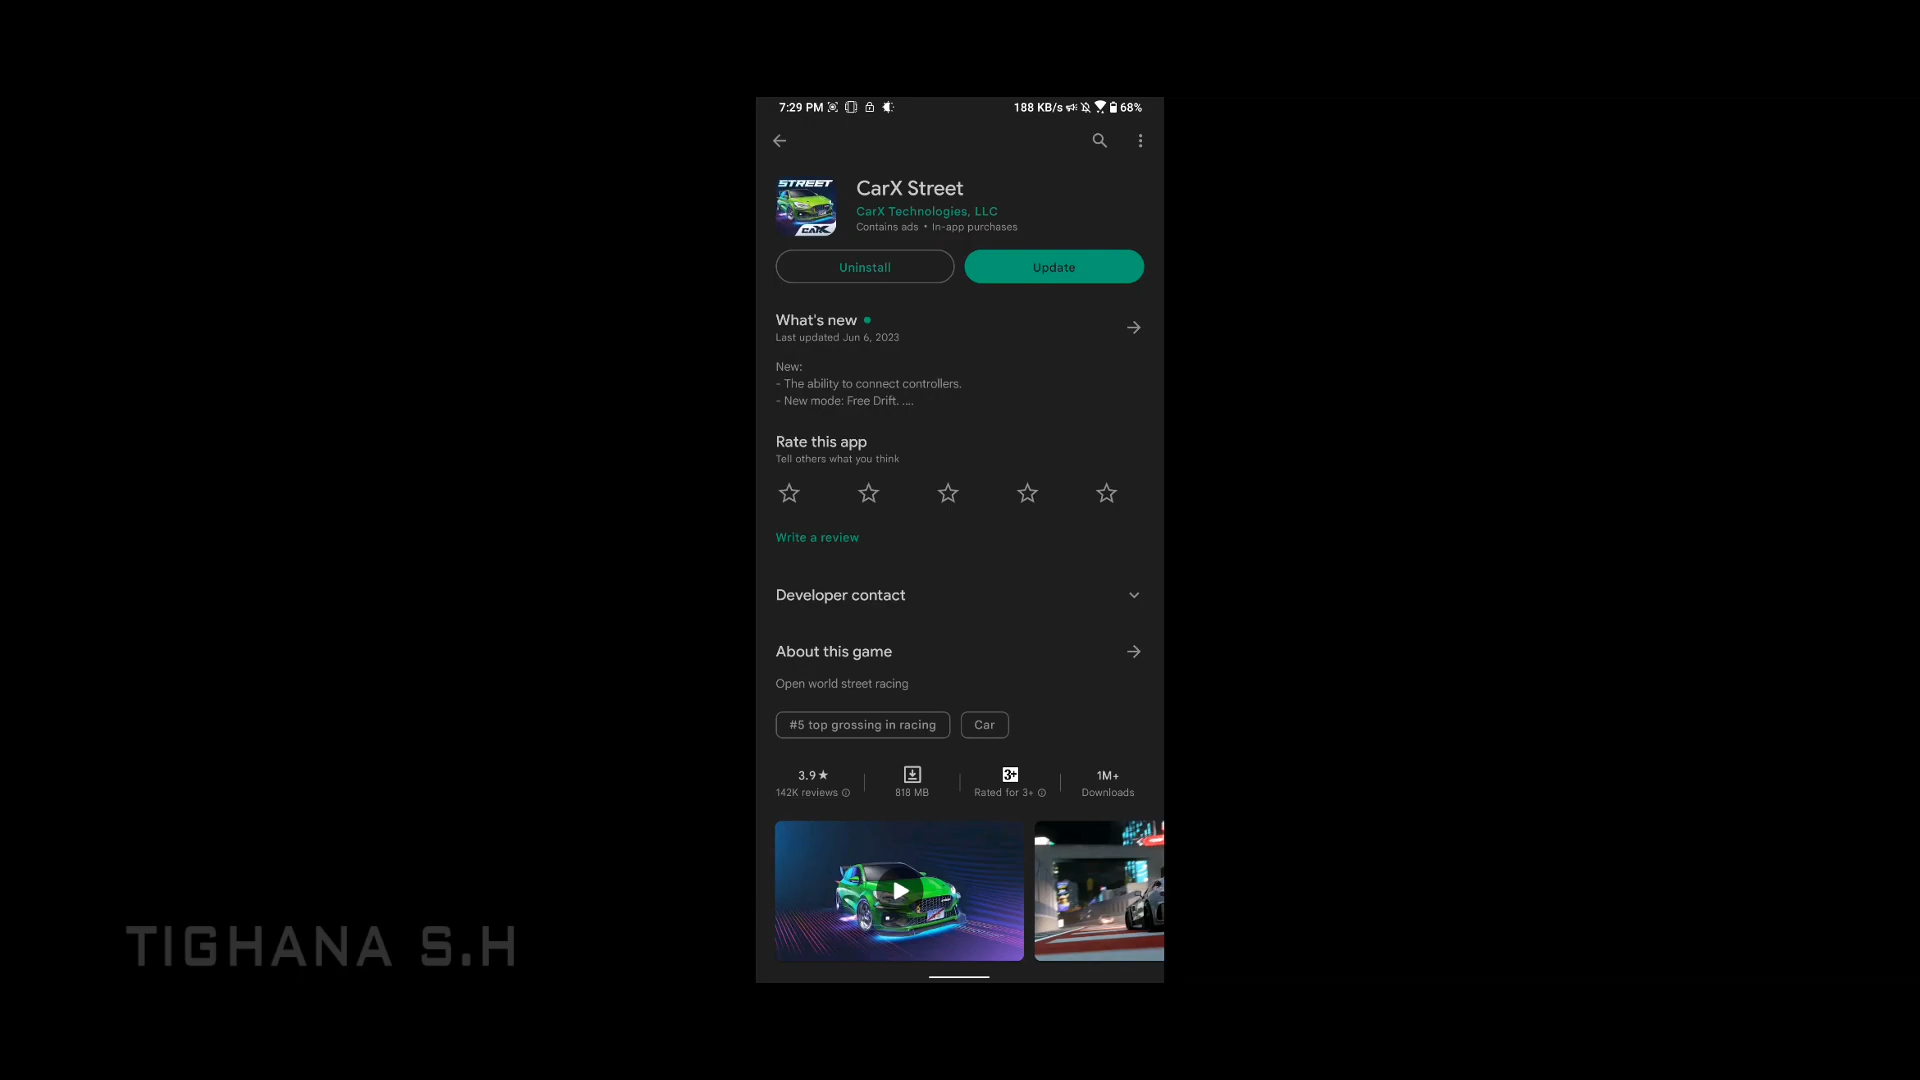 7:29 PM
188 KB/s 68%
STREET
CARX
CarX Street
CarX Technologies, LLC
Contains ads • In-app purchases
Uninstall
Update
What's new
Last updated Jun 6, 2023
New:
- The ability to connect controllers.
- New mode: Free Drift. ....
Rate this app
Tell others what you think
Write a review
Developer contact
About this game
Open world street racing
#5 top grossing in racing
Car
3.9★
142K reviews
818 MB
3+
Rated for 3+
1M+
Downloads
TIGHANA S.H